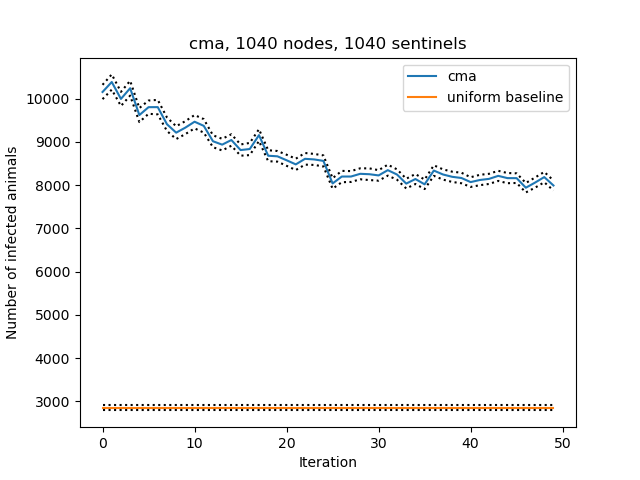 cma, 1040 nodes, 1040 sentinels
cma
uniform baseline
Number of infected animals
10000
9000
8000
7000
6000
5000
4000
3000
0 10 20 30 40 50
Iteration